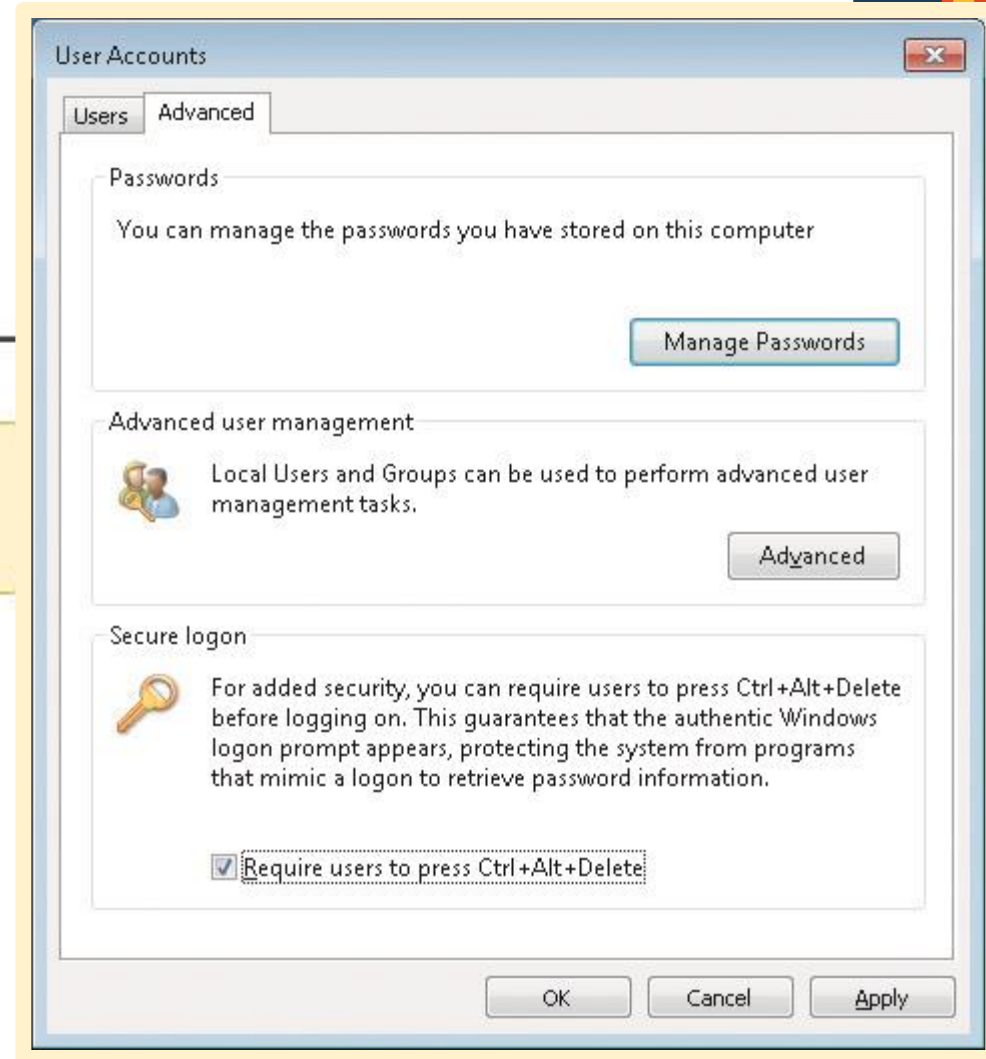 User Accounts
Users
Advanced
Passwords
You can manage the passwords you have stored on this computer
Manage Passwords
Advanced user management
Local Users and Groups can be used to perform advanced user
management tasks.
Advanced
Secure logon
For added security, you can require users to press Ctrl+Alt+Delete
before logging on. This guarantees that the authentic Windows
logon prompt appears, protecting the system from programs
that mimic a logon to retrieve password information.
Require users to press Ctrl+Alt+Delete
OK
Cancel
Apply